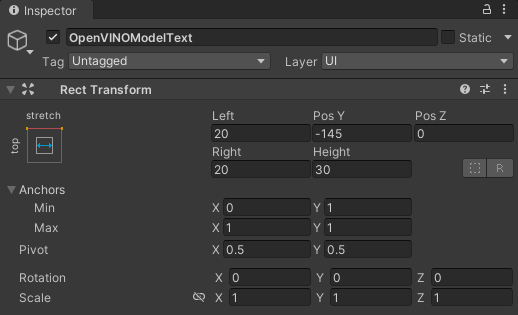 Inspector
OpenVINOModelText Static
Tag Untagged Layer UI
Rect Transform
stretch Left Pos Y Pos Z
top 20 -145 0
Right Height
20 30 R
Anchors
Min X 0 Y 1
Max X 1 Y 1
Pivot X 0.5 Y 0.5
Rotation X 0 Y 0 Z 0
Scale X 1 Y 1 Z 1